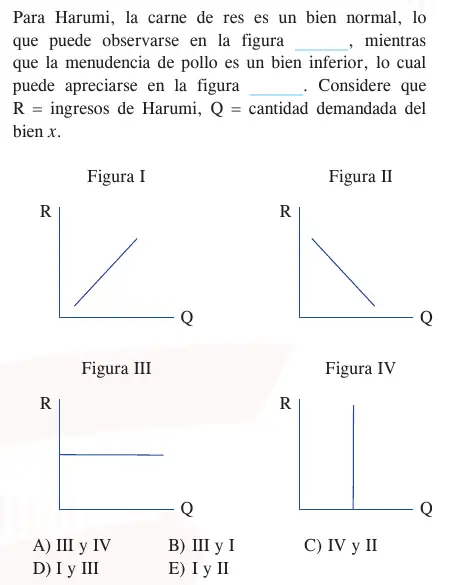 Para Harumi, la carne de res es un bien normal, lo
que puede observarse en la figura ______, mientras
que la menudencia de pollo es un bien inferior, lo cual
puede apreciarse en la figura ______. Considere que
R = ingresos de Harumi, Q = cantidad demandada del
bien x.
Figura I Figura II
R R
Q Q
Figura III Figura IV
R R
Q Q
A) III y IV B) III y I C) IV y II
D) I y III E) I y II